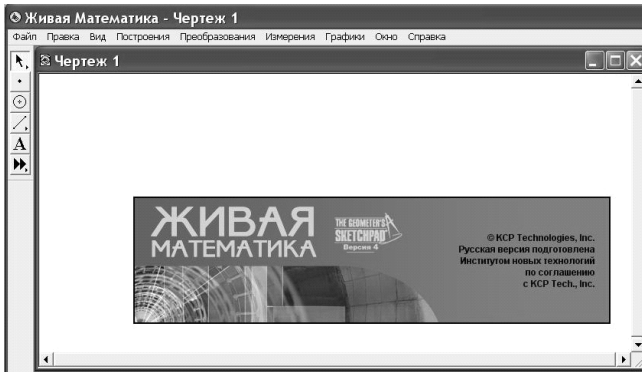 Живая Математика - Чертеж 1
Файл Правка Вид Построения Преобразования Измерения Графики Окно Справка
Чертеж 1
A
ЖИВАЯ
МАТЕМАТИКА
THE GEOMETER'S
SKETCHPAD
Версия 4
© KCP Technologies, Inc.
Русская версия подготовлена
Институтом новых технологий
по соглашению
с KCP Tech., Inc.